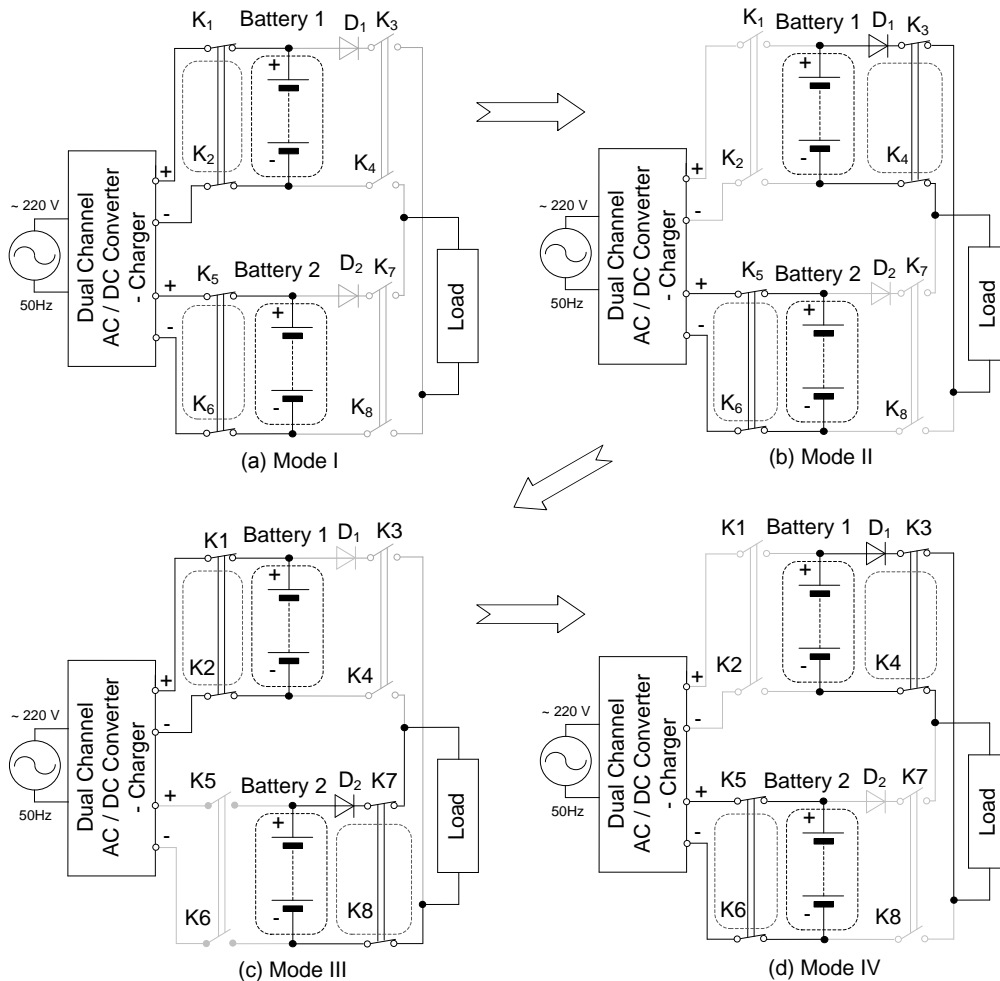 K1 Battery 1 D1 K3
+
K2
-
K4
Dual Channel
AC / DC Converter
- Charger
+
-
~ 220 V
50Hz
+
-
K5 Battery 2 D2 K7
+
K6
-
K8
Load
(a) Mode I
K1 Battery 1 D1 K3
+
K2
-
K4
Dual Channel
AC / DC Converter
- Charger
+
-
~ 220 V
50Hz
+
-
K5 Battery 2 D2 K7
+
K6
-
K8
Load
(b) Mode II
K1 Battery 1 D1 K3
+
K2
-
K4
Dual Channel
AC / DC Converter
- Charger
+
-
~ 220 V
50Hz
+
-
K5 Battery 2 D2 K7
+
K6
-
K8
Load
(c) Mode III
K1 Battery 1 D1 K3
+
K2
-
K4
Dual Channel
AC / DC Converter
- Charger
+
-
~ 220 V
50Hz
+
-
K5 Battery 2 D2 K7
+
K6
-
K8
Load
(d) Mode IV